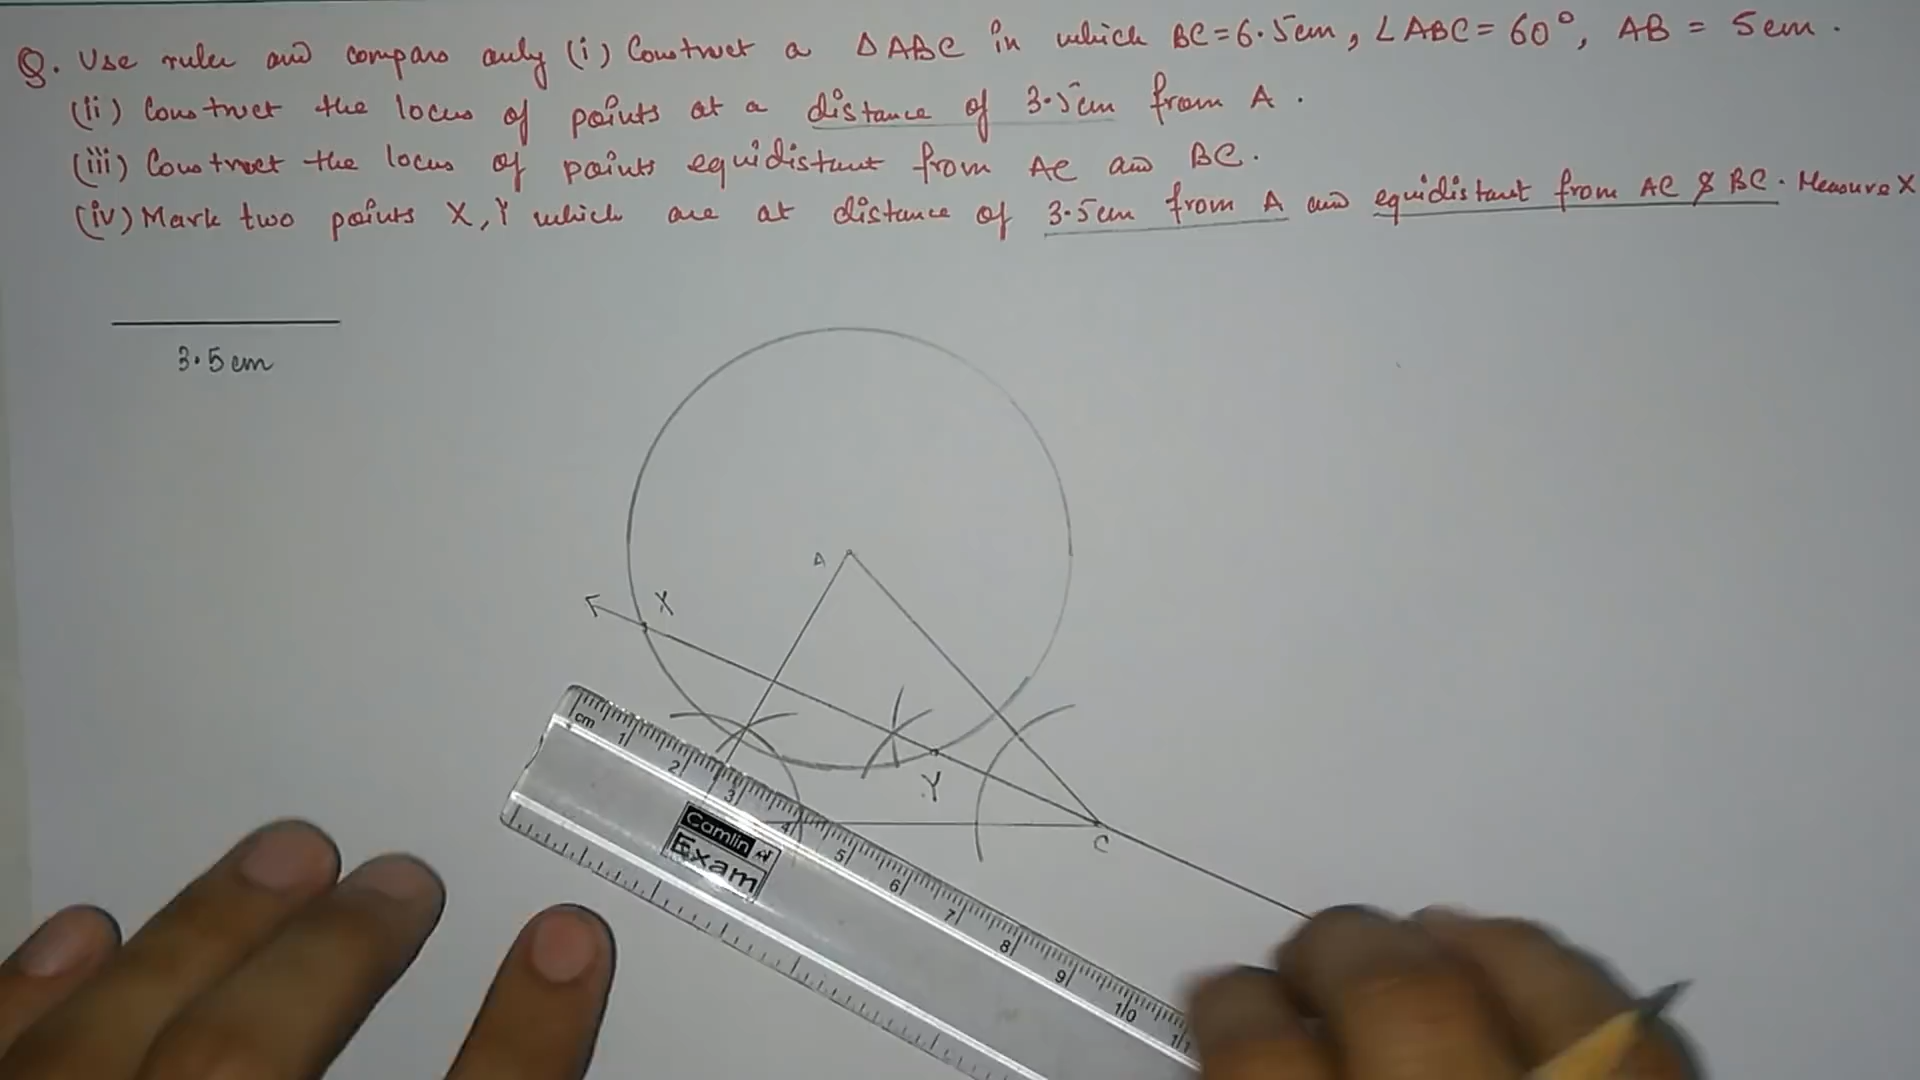 Q. Use ruler and compass only (i) Construct a △ABC in which BC = 6.5cm, ∠ABC = 60°, AB = 5cm.
(ii) Construct the locus of points at a distance of 3.5cm from A.
(iii) Construct the locus of points equidistant from AC and BC.
(iv) Mark two points X, Y which are at distance of 3.5cm from A and equidistant from AC & BC. Measure X
3.5cm
A
X
Y
C
cm 1 2 3 4 5 6 7 8 9 10 11
Camlin
Exam